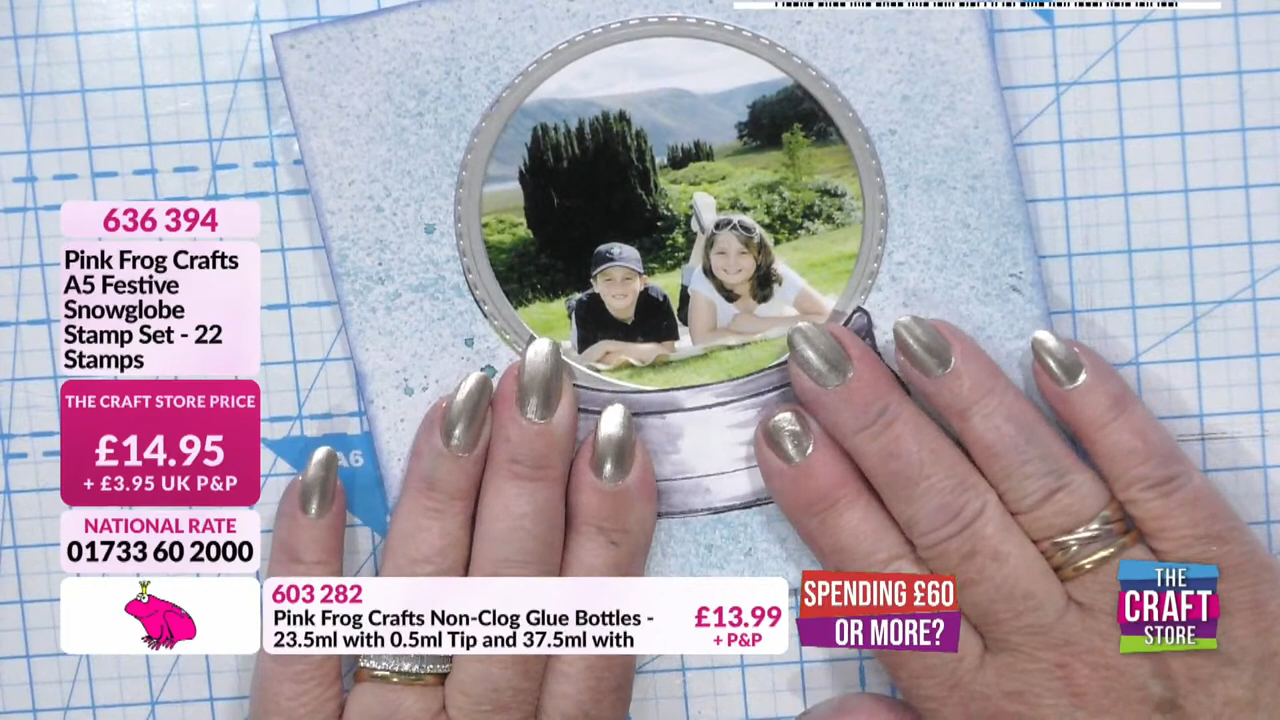 636 394
Pink Frog Crafts
A5 Festive
Snowglobe
Stamp Set - 22
Stamps
THE CRAFT STORE PRICE
£14.95
+ £3.95 UK P&P
NATIONAL RATE
01733 60 2000
A6
603 282
Pink Frog Crafts Non-Clog Glue Bottles -
23.5ml with 0.5ml Tip and 37.5ml with
£13.99
+ P&P
SPENDING £60
OR MORE?
THE
CRAFT
STORE